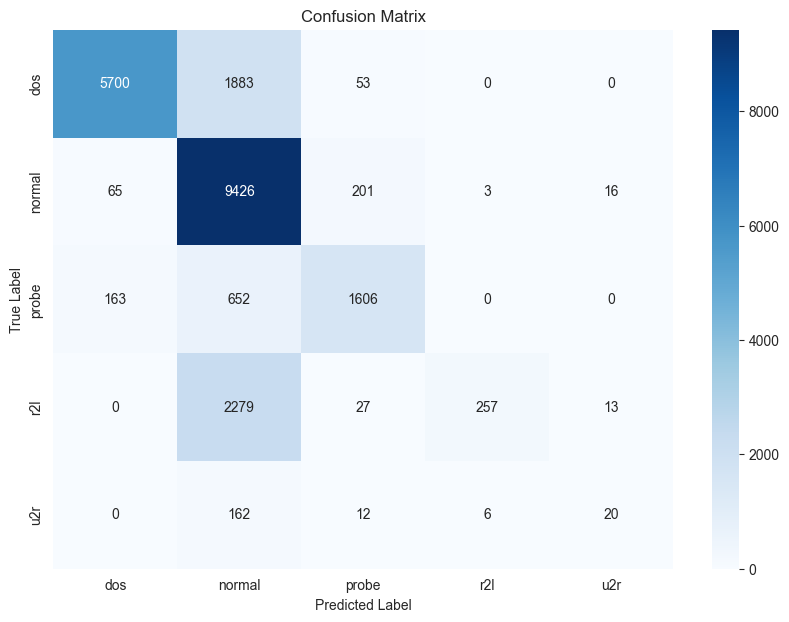 Confusion Matrix
True Label
dos
5700 1883 53 0 0
normal
65 9426 201 3 16
probe
163 652 1606 0 0
r2l
0 2279 27 257 13
u2r
0 162 12 6 20
dos normal probe r2l u2r
Predicted Label
8000
6000
4000
2000
0